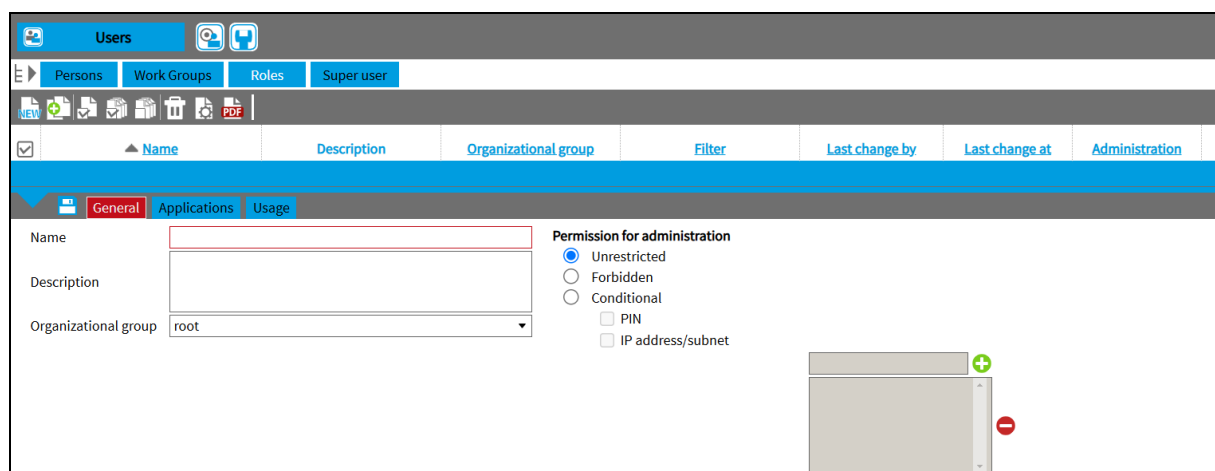 Users
Persons Work Groups Roles Super user
NEW PDF
Name Description Organizational group Filter Last change by Last change at Administration
General Applications Usage
Name Permission for administration
Unrestricted
Forbidden
Description
Conditional
PIN
Organizational group root
IP address/subnet